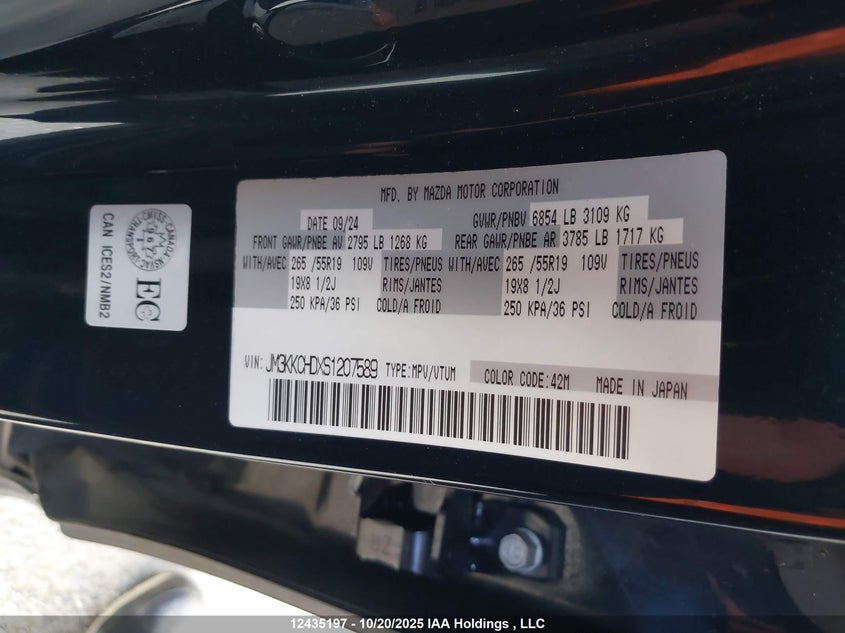 MFD. BY MAZDA MOTOR CORPORATION
DATE 09/24
GVWR/PNBV 6854 LB 3109 KG
FRONT GAWR/PNBE AV 2795 LB 1268 KG
REAR GAWR/PNBE AR 3785 LB 1717 KG
WITH/AVEC 265 /55R19 109V TIRES/PNEUS WITH/AVEC 265 /55R19 109V TIRES/PNEUS
19X8 1/2J RIMS/JANTES 19X8 1/2J RIMS/JANTES
250 KPA/36 PSI COLD/A FROID 250 KPA/36 PSI COLD/A FROID
VIN: JM3KKCHDXS1207589 TYPE:MPV/VTUM COLOR CODE:42M MADE IN JAPAN
CAN ICES2/NMB2
EC
12435197 - 10/20/2025 IAA Holdings , LLC